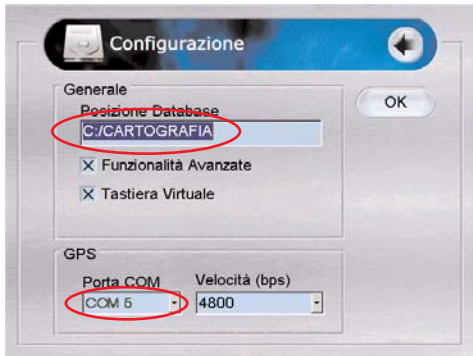 Configurazione
Generale
Posizione Database
C:/CARTOGRAFIA
OK
Funzionalità Avanzate
Tastiera Virtuale
GPS
Porta COM Velocità (bps)
COM 5 4800